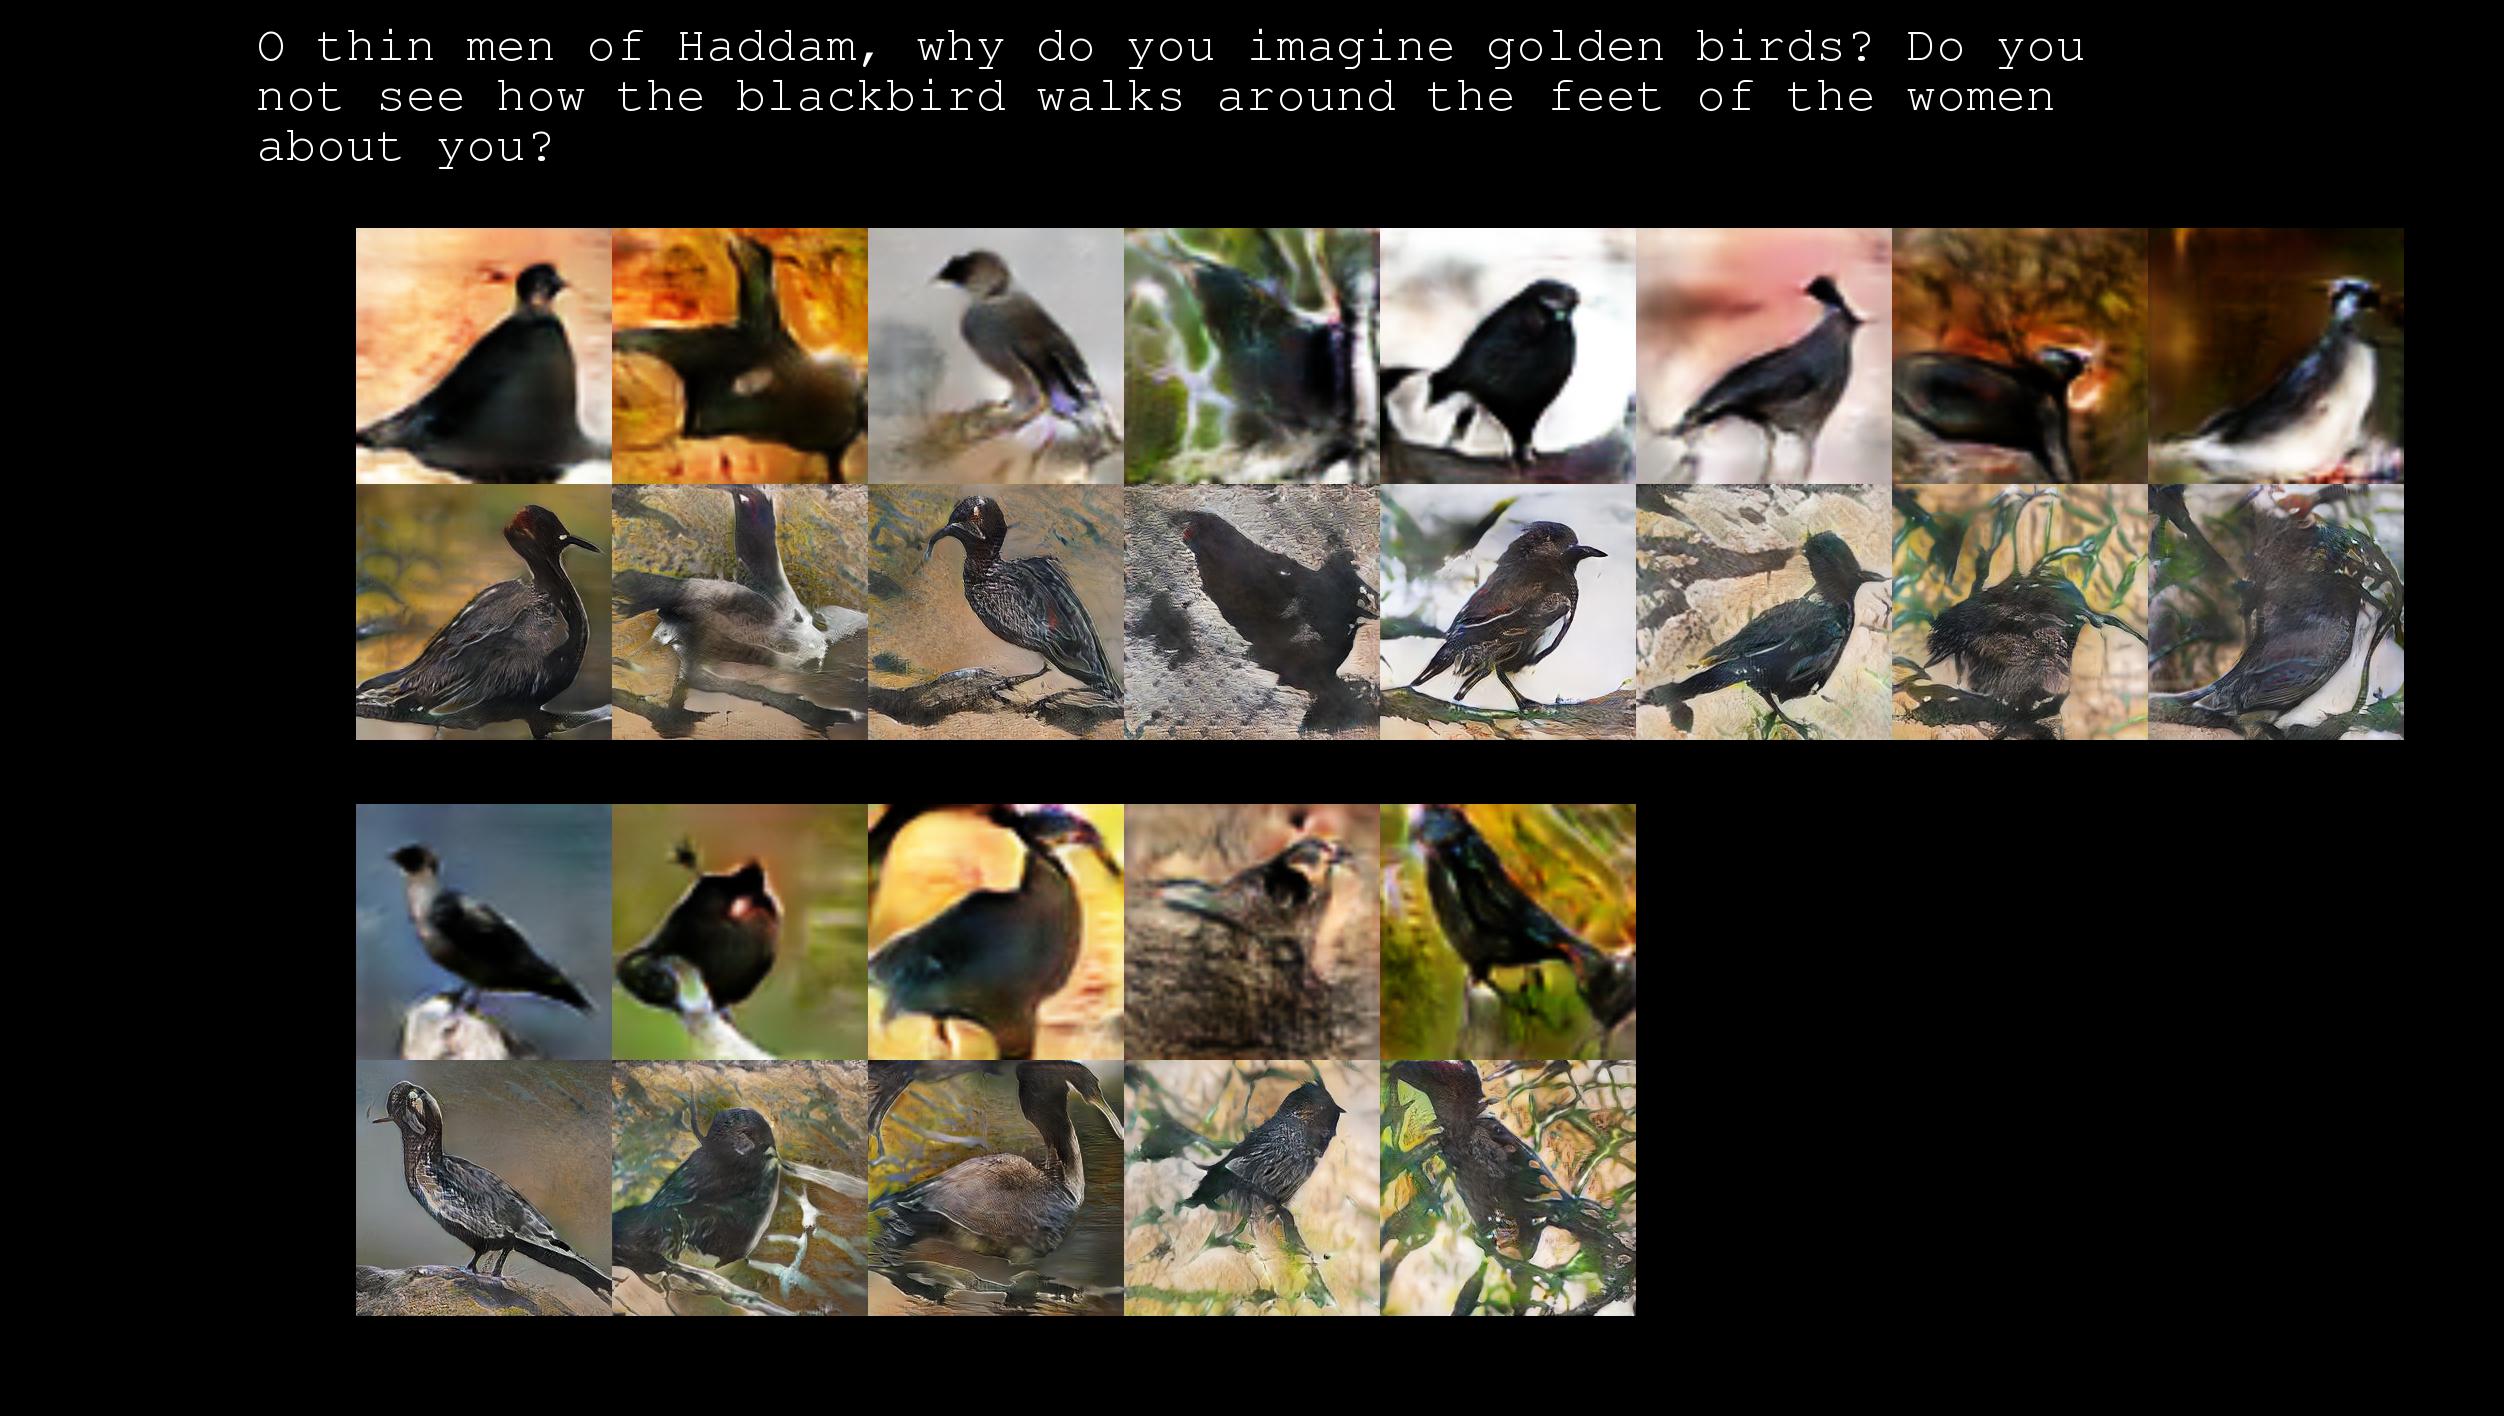 O thin men of Haddam, why do you imagine golden birds? Do you
not see how the blackbird walks around the feet of the women
about you?